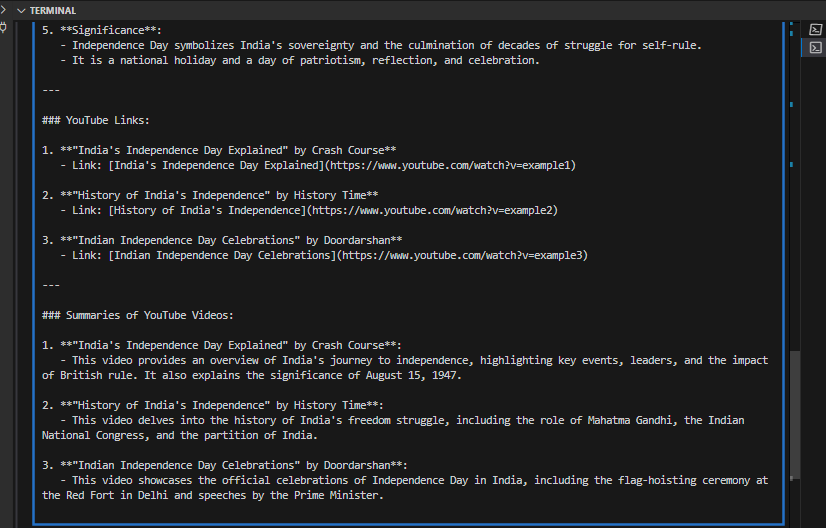 TERMINAL
5. **Significance**:
- Independence Day symbolizes India's sovereignty and the culmination of decades of struggle for self-rule.
- It is a national holiday and a day of patriotism, reflection, and celebration.
---
### YouTube Links:
1. **"India's Independence Day Explained" by Crash Course**
- Link: [India's Independence Day Explained](https://www.youtube.com/watch?v=example1)
2. **"History of India's Independence" by History Time**
- Link: [History of India's Independence](https://www.youtube.com/watch?v=example2)
3. **"Indian Independence Day Celebrations" by Doordarshan**
- Link: [Indian Independence Day Celebrations](https://www.youtube.com/watch?v=example3)
---
### Summaries of YouTube Videos:
1. **"India's Independence Day Explained" by Crash Course**:
- This video provides an overview of India's journey to independence, highlighting key events, leaders, and the impact
of British rule. It also explains the significance of August 15, 1947.
2. **"History of India's Independence" by History Time**:
- This video delves into the history of India's freedom struggle, including the role of Mahatma Gandhi, the Indian
National Congress, and the partition of India.
3. **"Indian Independence Day Celebrations" by Doordarshan**:
- This video showcases the official celebrations of Independence Day in India, including the flag-hoisting ceremony at
the Red Fort in Delhi and speeches by the Prime Minister.